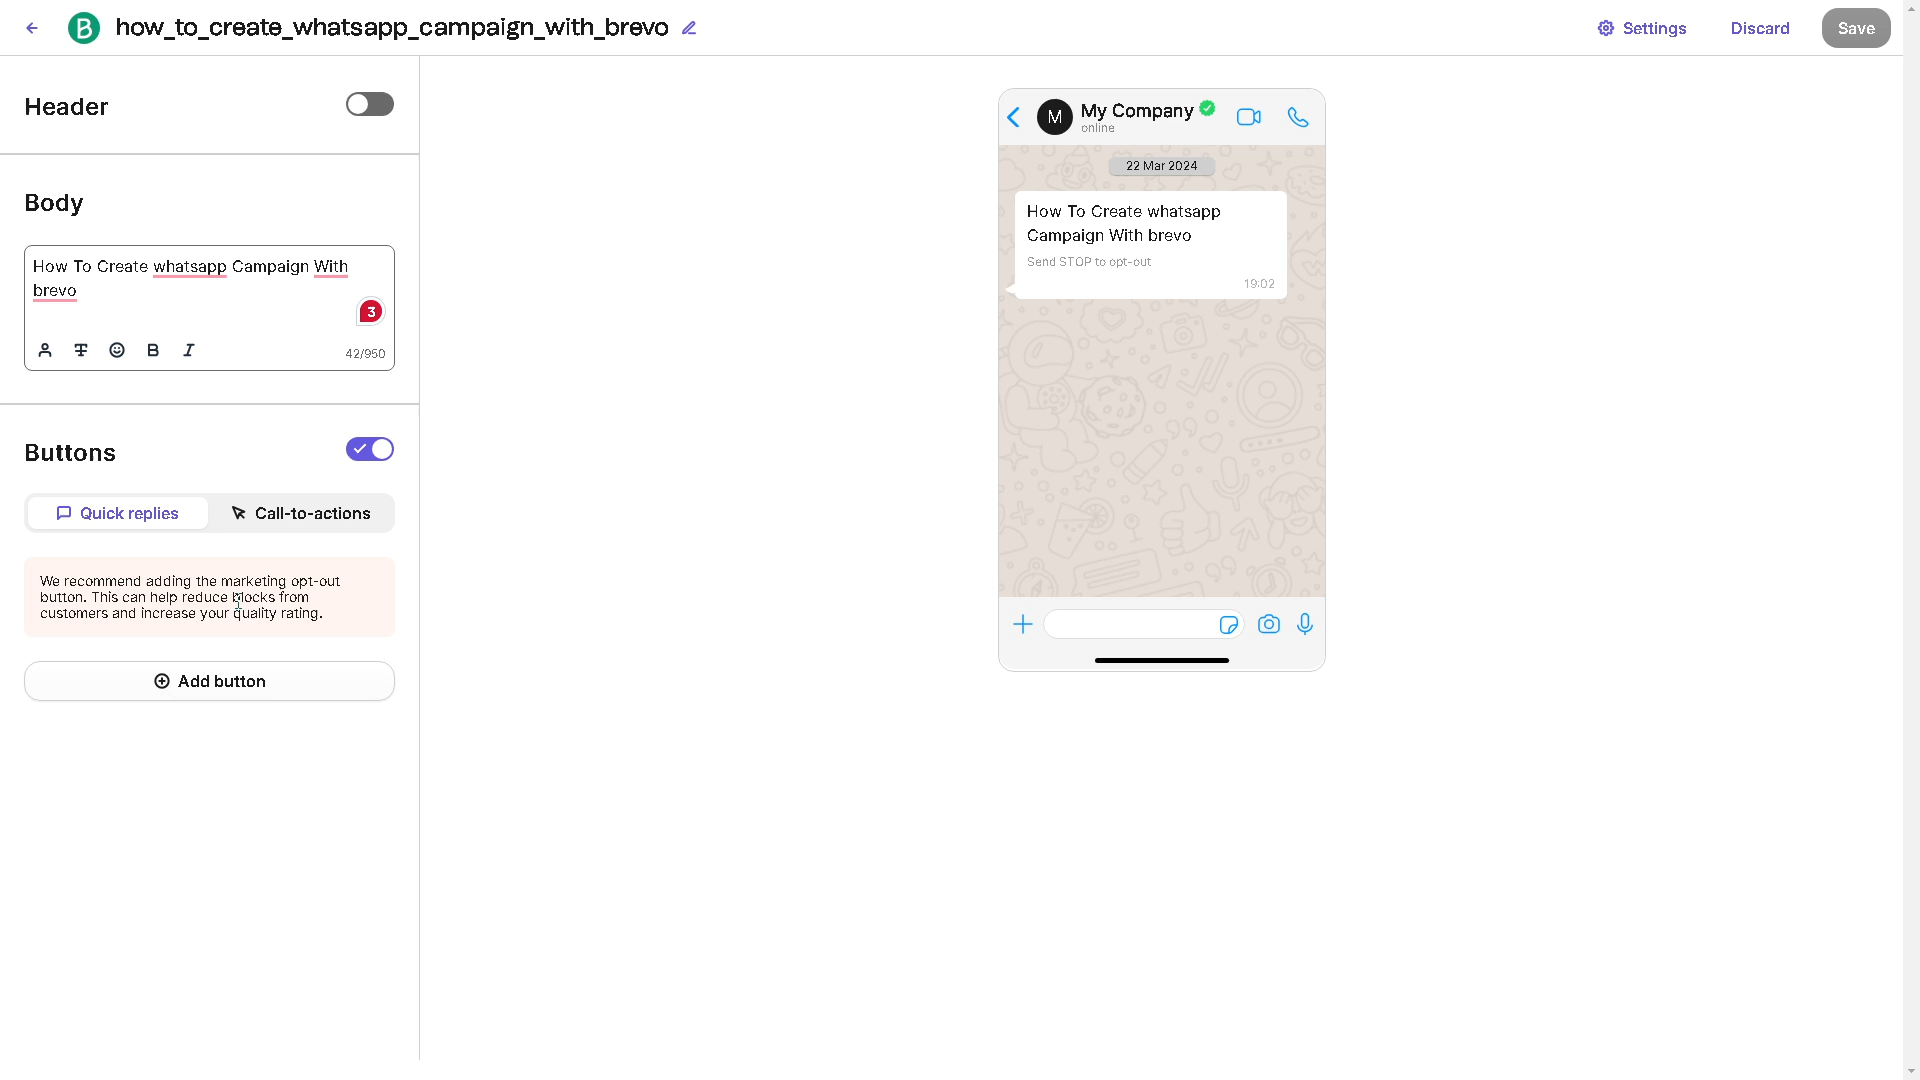 B how_to_create_whatsapp_campaign_with_brevo
Settings
Discard
Save
Header
Body
How To Create whatsapp Campaign With
brevo
3
B I
42/950
Buttons
Quick replies
Call-to-actions
We recommend adding the marketing opt-out
button. This can help reduce blocks from
customers and increase your quality rating.
Add button
M
My Company
online
22 Mar 2024
How To Create whatsapp
Campaign With brevo
Send STOP to opt-out
19:02